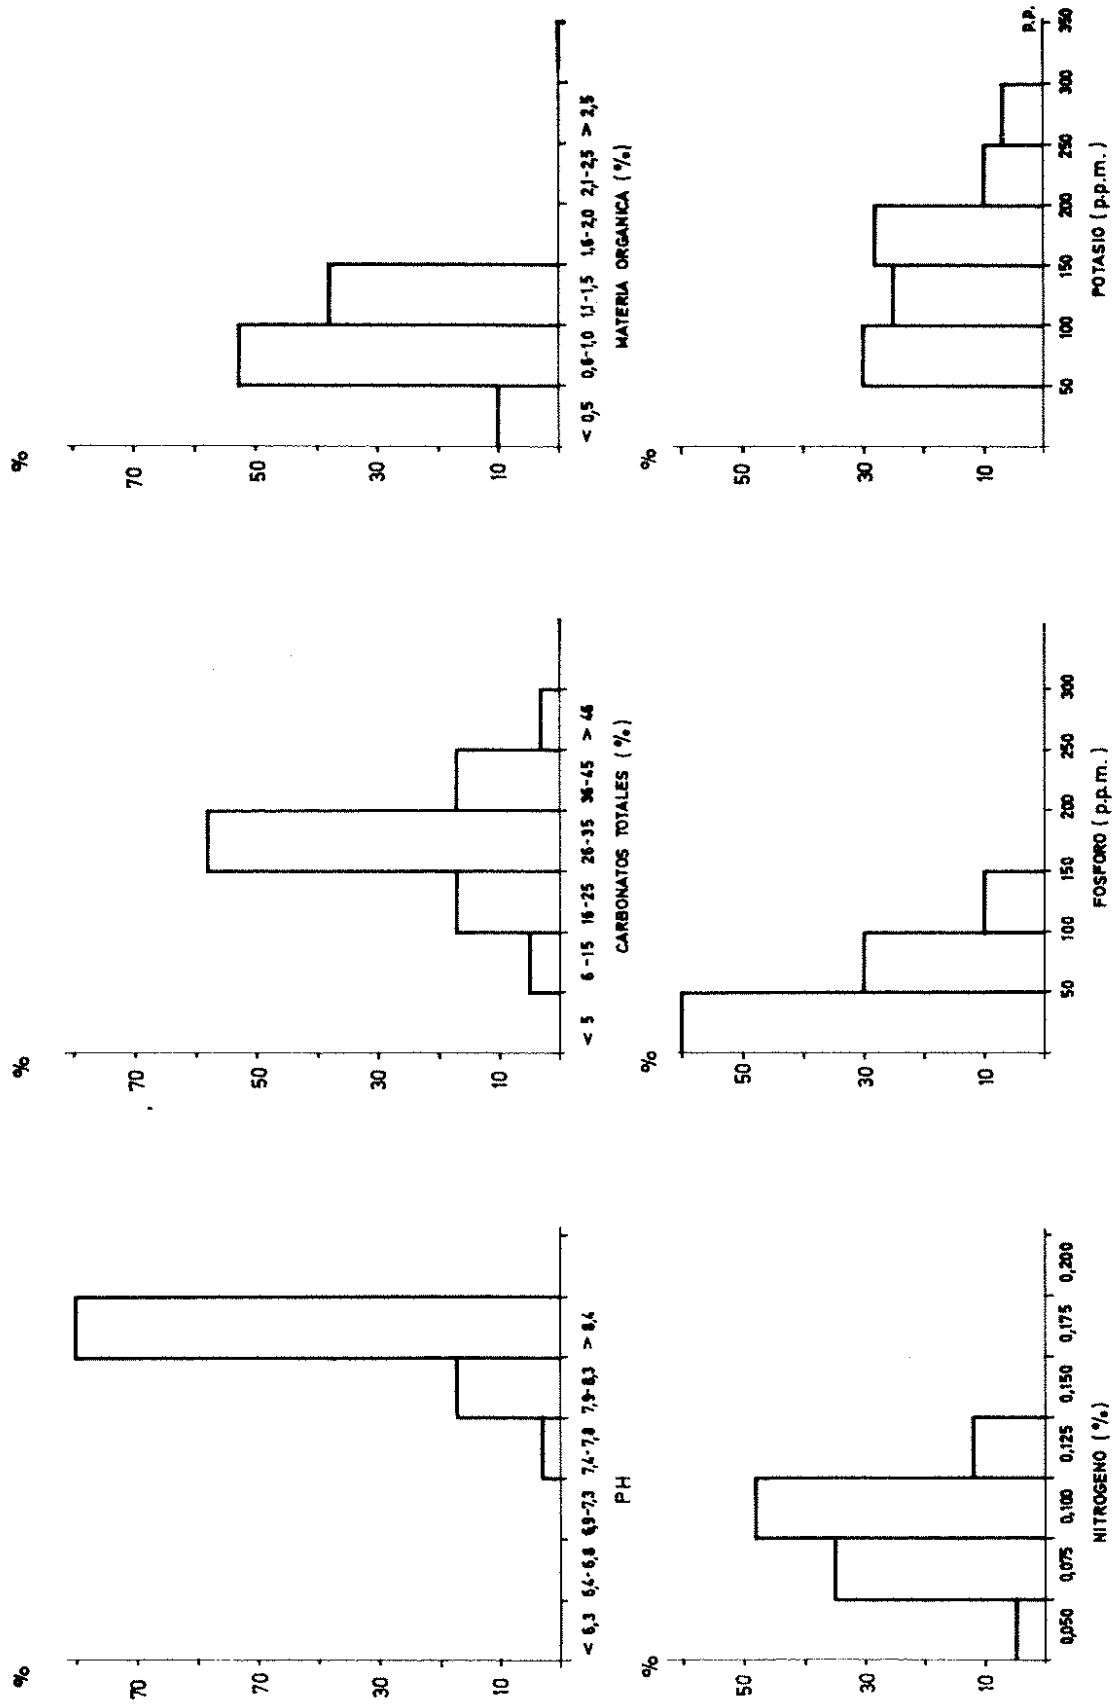 %
70
70
30
10
< 6,3 6,4-6,8 6,9-7,3 7,4-7,8 7,9-8,3 > 8,4
PH
%
70
50
30
10
< 5 6-15 16-25 26-35 36-45 > 46
CARBONATOS TOTALES (%)
%
70
50
30
10
< 0,5 0,6-1,0 1,1-1,5 1,6-2,0 2,1-2,5 > 2,5
MATERIA ORGANICA (%)
%
50
30
10
0,050 0,075 0,100 0,125 0,150 0,175 0,200
NITROGENO (%)
%
50
30
10
50 100 150 200 250 300
FOSFORO (p.p.m.)
%
50
30
10
p.p.
50 100 150 200 250 300 350
POTASIO (p.p.m.)